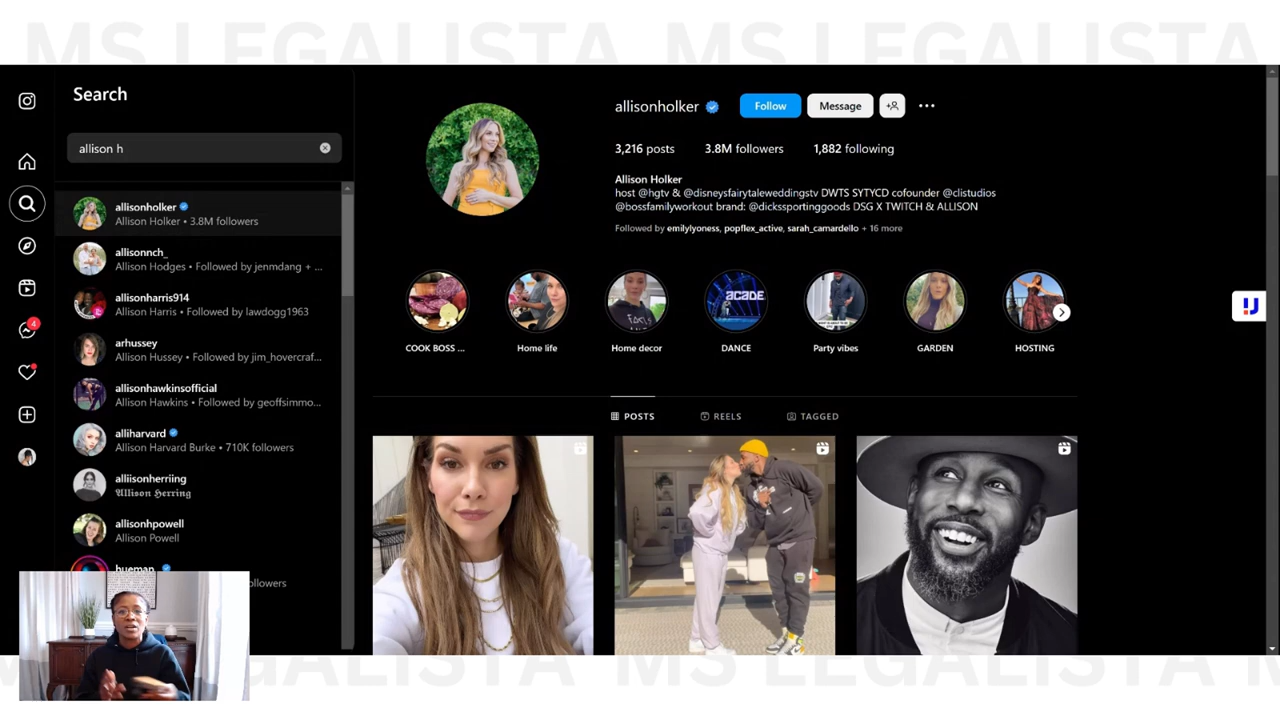 MS LEGALISTA MS LEGALISTA
Search
allison h
allisonholker
Allison Holker • 3.8M followers
allisonnch_
Allison Hodges • Followed by jenmdang + ...
allisonharris914
Allison Harris • Followed by lawdogg1963
arhussey
Allison Hussey • Followed by jim_hovercraf...
allisonhawkinsofficial
Allison Hawkins • Followed by geoffsimmo...
alliharvard
Allison Harvard Burke • 710K followers
alliisonherriing
𝕬𝖑𝖑𝖎𝖘𝖔𝖓 𝕳𝖊𝖗𝖗𝖎𝖓𝖌
allisonhpowell
Allison Powell
hueman
ollowers
4
allisonholker Follow Message ...
3,216 posts 3.8M followers 1,882 following
Allison Holker
host @hgtv & @disneysfairytaleweddingstv DWTS SYTYCD cofounder @clistudios
@bossfamilyworkout brand: @dickssportinggoods DSG X TWITCH & ALLISON
Followed by emilylyoness, popflex_active, sarah_camardello + 16 more
ACADE
COOK BOSS ... Home life Home decor DANCE Party vibes GARDEN HOSTING
POSTS REELS TAGGED
MS LEGALISTA